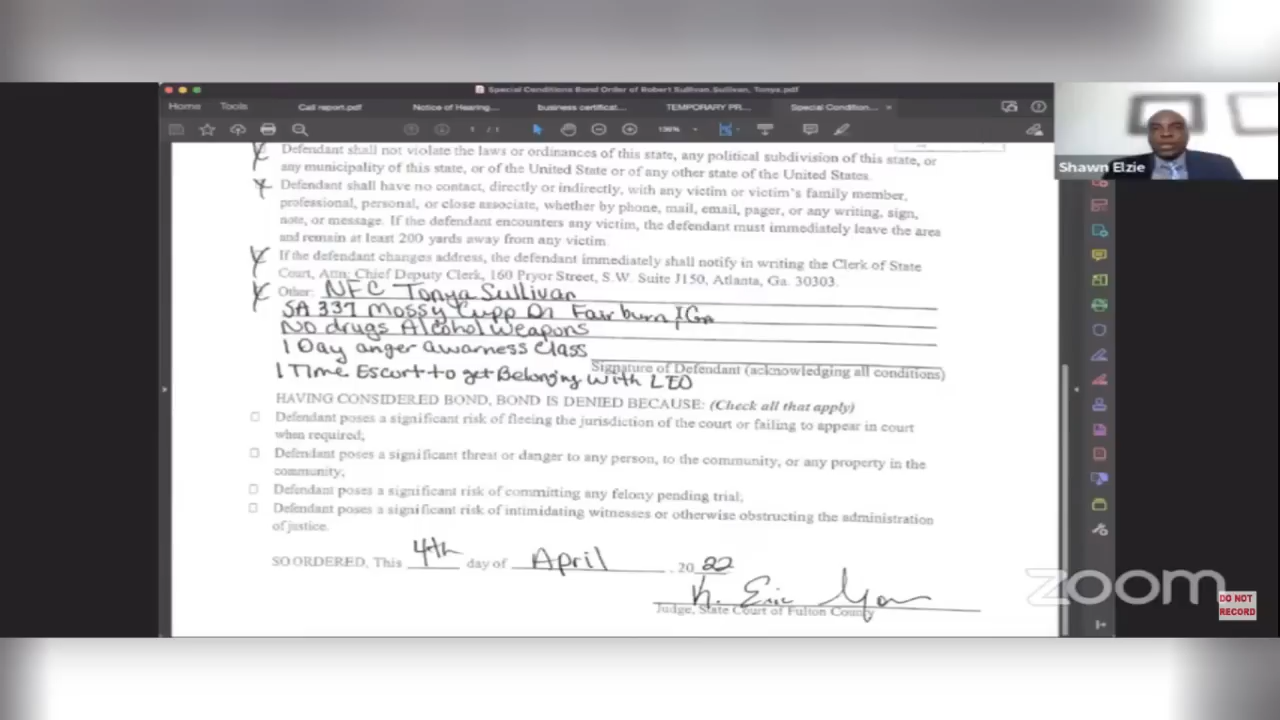 Special Conditions Bond Order of Robert Sullivan.Sullivan, Tonya.pdf
Home Tools Call report.pdf Notice of Hearing... business certificat... TEMPORARY PR... Special Condition... ×
1 / 1 136%
Shawn Elzie
Defendant shall not violate the laws or ordinances of this state, any political subdivision of this state, or
any municipality of this state, or of the United State or of any other state of the United States.
Defendant shall have no contact, directly or indirectly, with any victim or victim's family member,
professional, personal, or close associate, whether by phone, mail, email, pager, or any writing, sign,
note, or message. If the defendant encounters any victim, the defendant must immediately leave the area
and remain at least 200 yards away from any victim.
If the defendant changes address, the defendant immediately shall notify in writing the Clerk of State
Court, Attn: Chief Deputy Clerk, 160 Pryor Street, S.W. Suite J150, Atlanta, Ga. 30303.
Other: NFC Tonya Sullivan
SA 337 Mossy Cupp Dr Fairburn, Ga
No drugs Alcohol Weapons
1 Day anger awarness Class
Signature of Defendant (acknowledging all conditions)
1 Time Escort to get Belonging with LEO
HAVING CONSIDERED BOND, BOND IS DENIED BECAUSE: (Check all that apply)
Defendant poses a significant risk of fleeing the jurisdiction of the court or failing to appear in court
when required;
Defendant poses a significant threat or danger to any person, to the community, or any property in the
community;
Defendant poses a significant risk of committing any felony pending trial;
Defendant poses a significant risk of intimidating witnesses or otherwise obstructing the administration
of justice.
SO ORDERED, This 4th day of April, 2022
Judge, State Court of Fulton County
zoom
DO NOT
RECORD